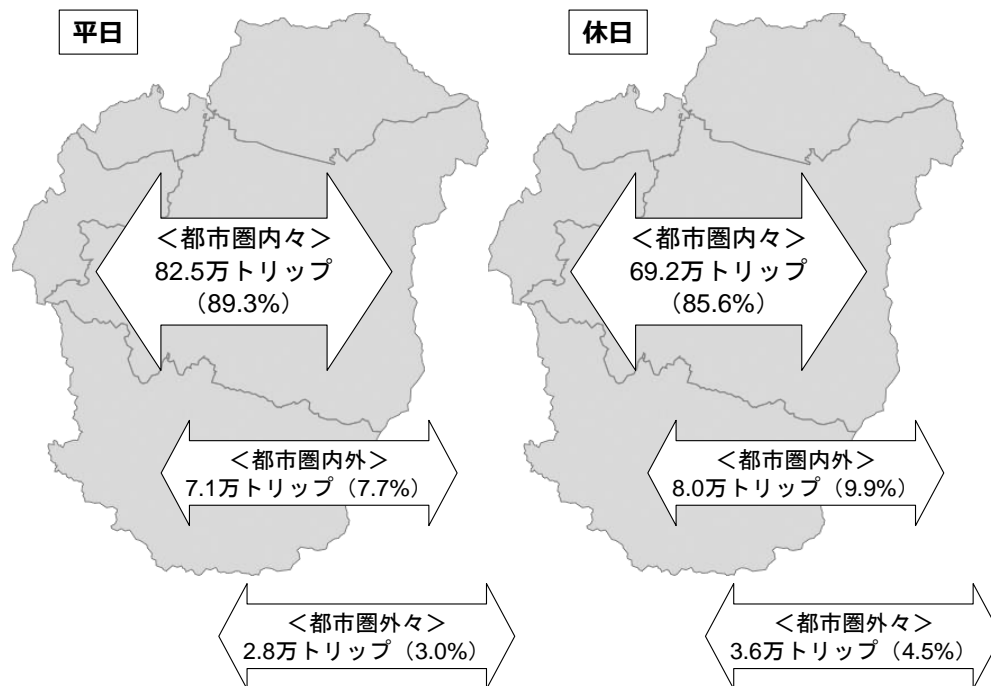 平日
＜都市圏内々＞
82.5万トリップ
（89.3%）
＜都市圏内外＞
7.1万トリップ（7.7%）
＜都市圏外々＞
2.8万トリップ（3.0%）
休日
＜都市圏内々＞
69.2万トリップ
（85.6%）
＜都市圏内外＞
8.0万トリップ（9.9%）
＜都市圏外々＞
3.6万トリップ（4.5%）